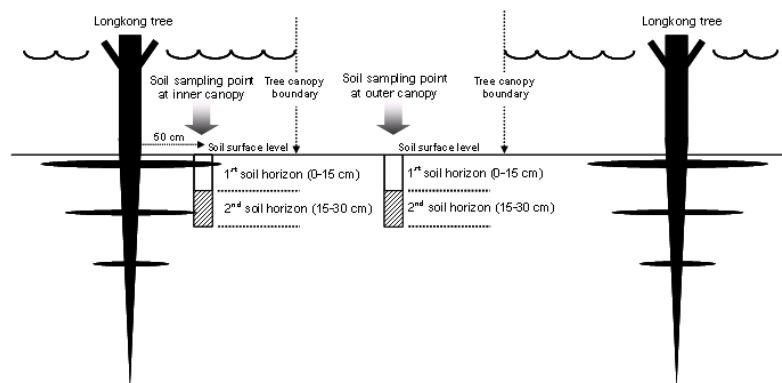 Longkong tree
Longkong tree
Soil sampling point
at inner canopy
Tree canopy
boundary
Soil sampling point
at outer canopy
Tree canopy
boundary
50 cm
Soil surface level
Soil surface level
1rt soil horizon (0-15 cm)
1rt soil horizon (0-15 cm)
2nd soil horizon (15-30 cm)
2nd soil horizon (15-30 cm)